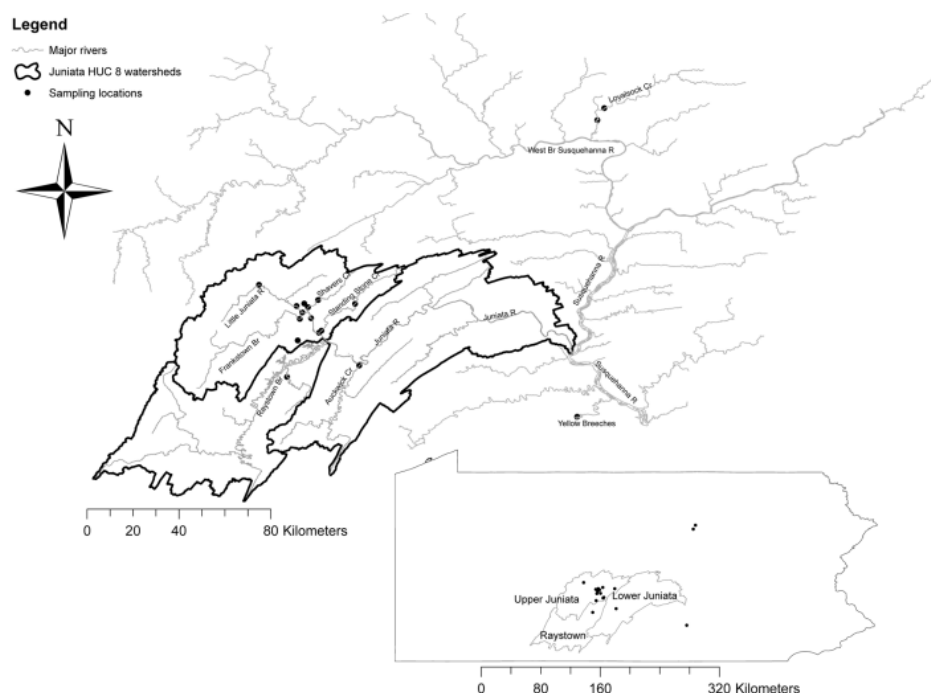 Legend
Major rivers
Juniata HUC 8 watersheds
Sampling locations
N
Loyalsock Cr
West Br Susquehanna R
Susquehanna R
Shavers Cr
Standing Stone Cr
Little Juniata R
Frankstown Br
Raystown Br
Juniata R
Juniata R
Auckwick Cr
Susquehanna R
Yellow Breeches
0 20 40 80 Kilometers
Upper Juniata
Lower Juniata
Raystown
0 80 160 320 Kilometers